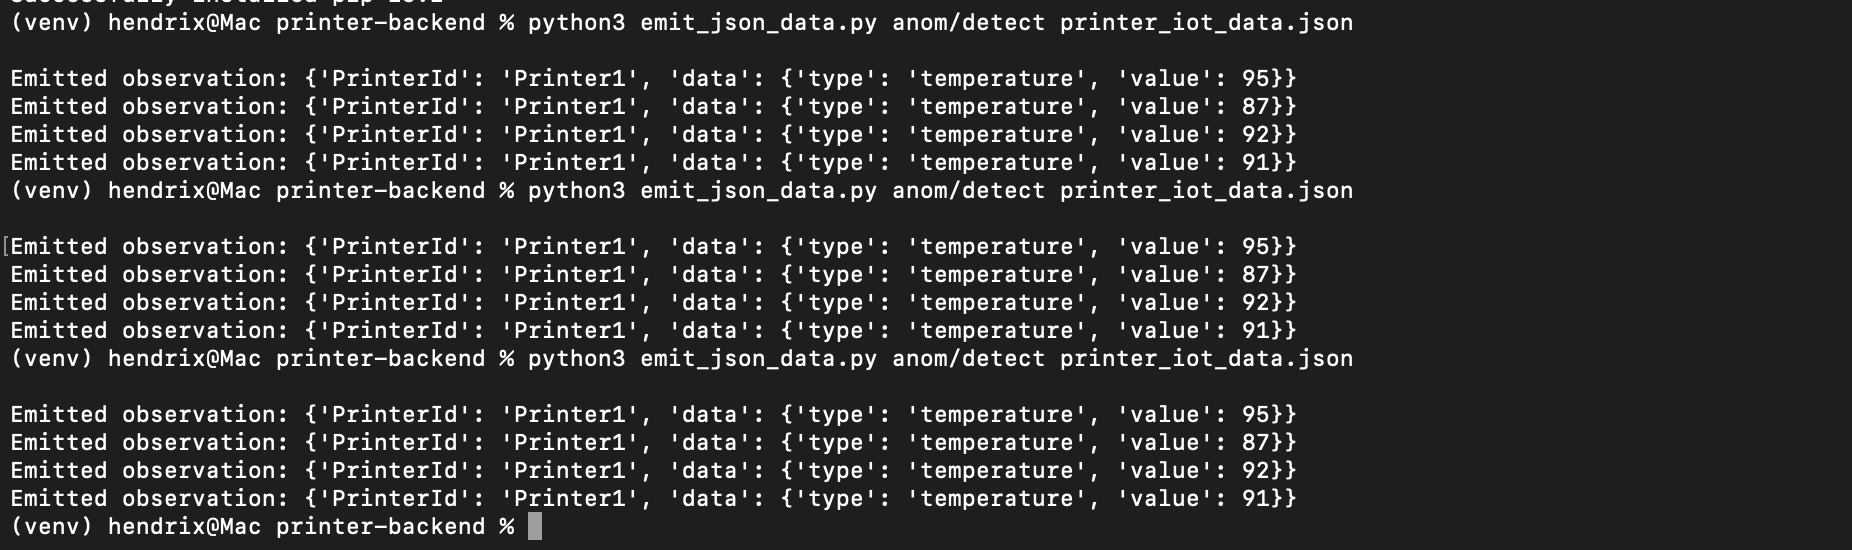 (venv) hendrix@Mac printer-backend % python3 emit_json_data.py anom/detect printer_iot_data.json
Emitted observation: {'PrinterId': 'Printer1', 'data': {'type': 'temperature', 'value': 95}}
Emitted observation: {'PrinterId': 'Printer1', 'data': {'type': 'temperature', 'value': 87}}
Emitted observation: {'PrinterId': 'Printer1', 'data': {'type': 'temperature', 'value': 92}}
Emitted observation: {'PrinterId': 'Printer1', 'data': {'type': 'temperature', 'value': 91}}
(venv) hendrix@Mac printer-backend % python3 emit_json_data.py anom/detect printer_iot_data.json
[Emitted observation: {'PrinterId': 'Printer1', 'data': {'type': 'temperature', 'value': 95}}
Emitted observation: {'PrinterId': 'Printer1', 'data': {'type': 'temperature', 'value': 87}}
Emitted observation: {'PrinterId': 'Printer1', 'data': {'type': 'temperature', 'value': 92}}
Emitted observation: {'PrinterId': 'Printer1', 'data': {'type': 'temperature', 'value': 91}}
(venv) hendrix@Mac printer-backend % python3 emit_json_data.py anom/detect printer_iot_data.json
Emitted observation: {'PrinterId': 'Printer1', 'data': {'type': 'temperature', 'value': 95}}
Emitted observation: {'PrinterId': 'Printer1', 'data': {'type': 'temperature', 'value': 87}}
Emitted observation: {'PrinterId': 'Printer1', 'data': {'type': 'temperature', 'value': 92}}
Emitted observation: {'PrinterId': 'Printer1', 'data': {'type': 'temperature', 'value': 91}}
(venv) hendrix@Mac printer-backend %